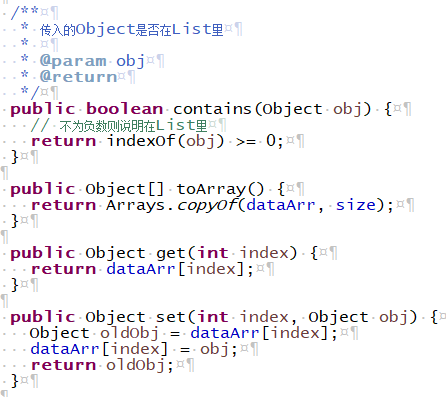 /**
 * 传入的Object是否在List里
 *
 * @param obj
 * @return
 */
public boolean contains(Object obj) {
  // 不为负数则说明在List里
  return indexOf(obj) >= 0;
}

public Object[] toArray() {
  return Arrays.copyOf(dataArr, size);
}

public Object get(int index) {
  return dataArr[index];
}

public Object set(int index, Object obj) {
  Object oldObj = dataArr[index];
  dataArr[index] = obj;
  return oldObj;
}